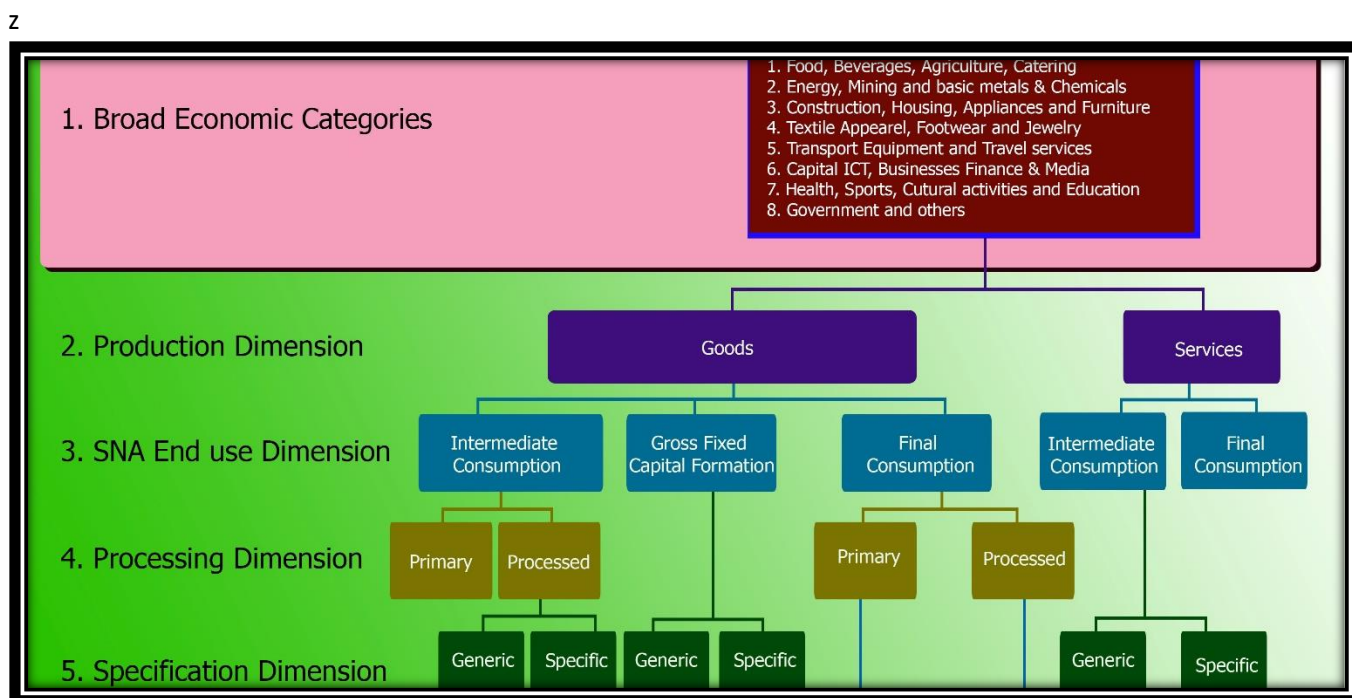 z
1. Food, Beverages, Agriculture, Catering
2. Energy, Mining and basic metals & Chemicals
1. Broad Economic Categories
3. Construction, Housing, Appliances and Furniture
4. Textile Appearel, Footwear and Jewelry
5. Transport Equipment and Travel services
6. Capital ICT, Businesses Finance & Media
7. Health, Sports, Cutural activities and Education
8. Government and others
2. Production Dimension
Goods
Services
3. SNA End use Dimension
Intermediate
Consumption
Gross Fixed
Capital Formation
Final
Consumption
Intermediate
Consumption
Final
Consumption
4. Processing Dimension
Primary
Processed
Primary
Processed
5. Specification Dimension
Generic
Specific
Generic
Specific
Generic
Specific